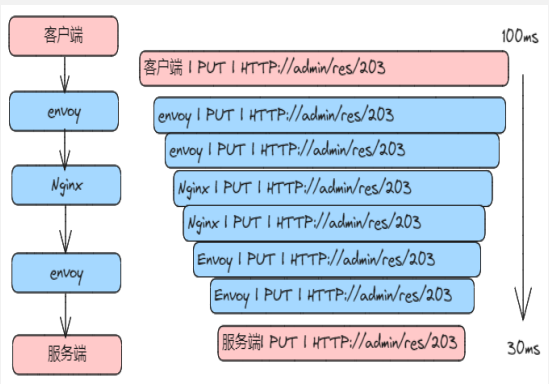 客户端
envoy
Nginx
envoy
服务端
100ms
客户端 | PUT | HTTP://admin/res/203
envoy | PUT | HTTP://admin/res/203
envoy | PUT | HTTP://admin/res/203
Nginx | PUT | HTTP://admin/res/203
Nginx | PUT | HTTP://admin/res/203
Envoy | PUT | HTTP://admin/res/203
Envoy | PUT | HTTP://admin/res/203
服务端| PUT | HTTP://admin/res/203
30ms